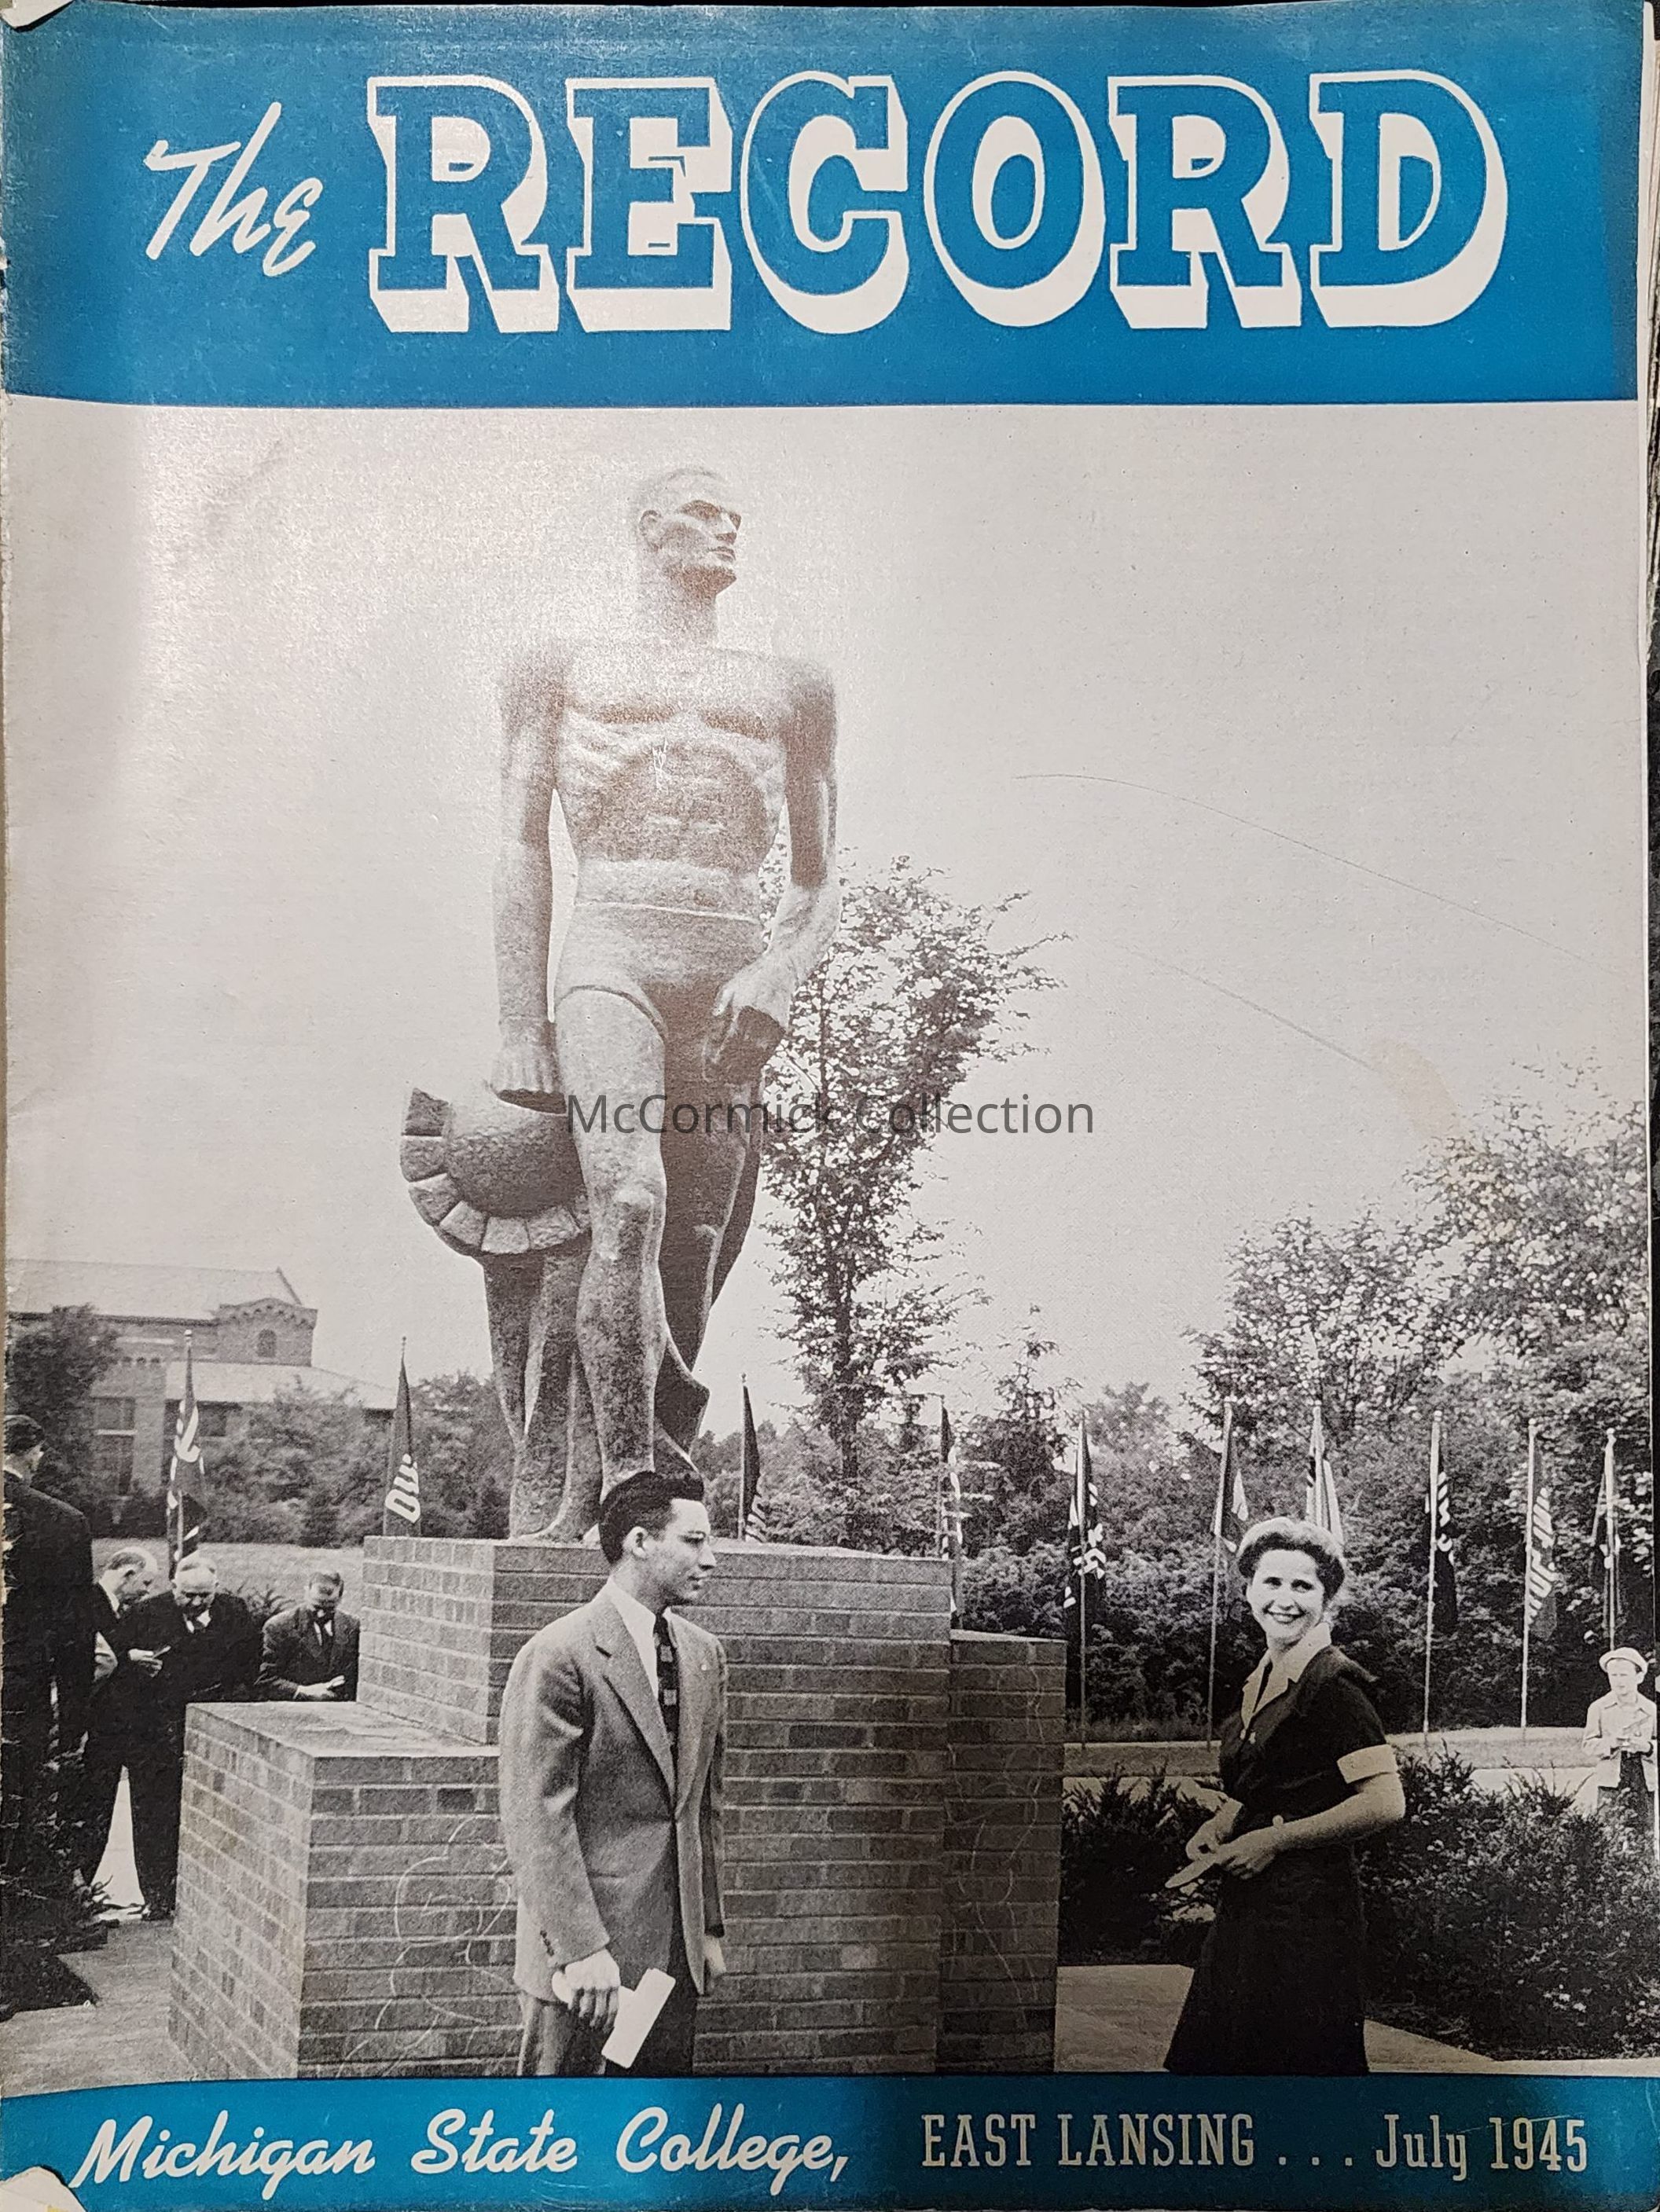 The RECORD
McCormick Collection
Michigan State College, EAST LANSING . . . July 1945